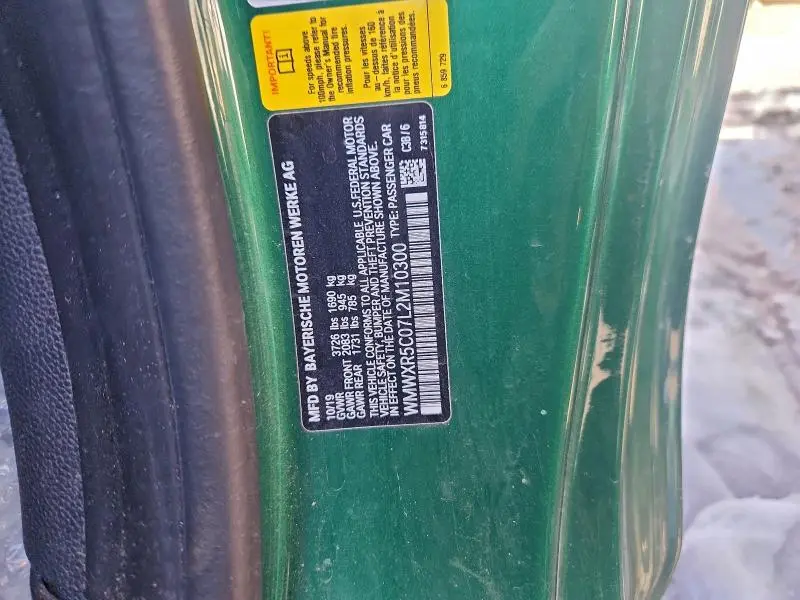 MFD BY BAYERISCHE MOTOREN WERKE AG
10/19
GVWR 3726 lbs 1690 kg
GAWR FRONT 2083 lbs 945 kg
GAWR REAR 1731 lbs 785 kg
THIS VEHICLE CONFORMS TO ALL APPLICABLE U.S. FEDERAL MOTOR
VEHICLE SAFETY, BUMPER AND THEFT PREVENTION STANDARDS
IN EFFECT ON THE DATE OF MANUFACTURE SHOWN ABOVE.
WMWXR5C07L2M10300 TYPE: PASSENGER CAR
C3B/6
7315814
IMPORTANT!
For speeds above
100mph, please refer to
the Owner's Manual for
recommended tire
inflation pressures.
Pour les vitesses
au - dessus de 160
km/h, faites référence à
la notice d'utilisation
pour les pressions des
pneus recommandées.
6 859 729